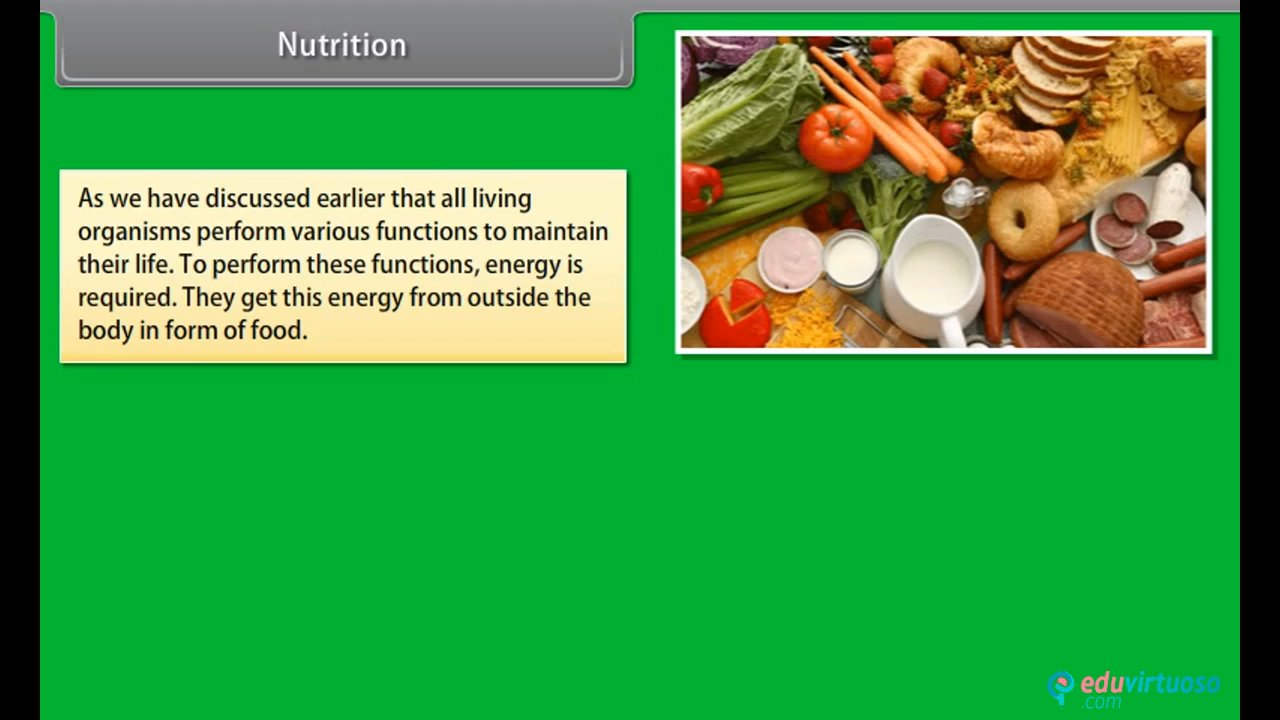 Nutrition
As we have discussed earlier that all living
organisms perform various functions to maintain
their life. To perform these functions, energy is
required. They get this energy from outside the
body in form of food.
eduvirtuoso
.com